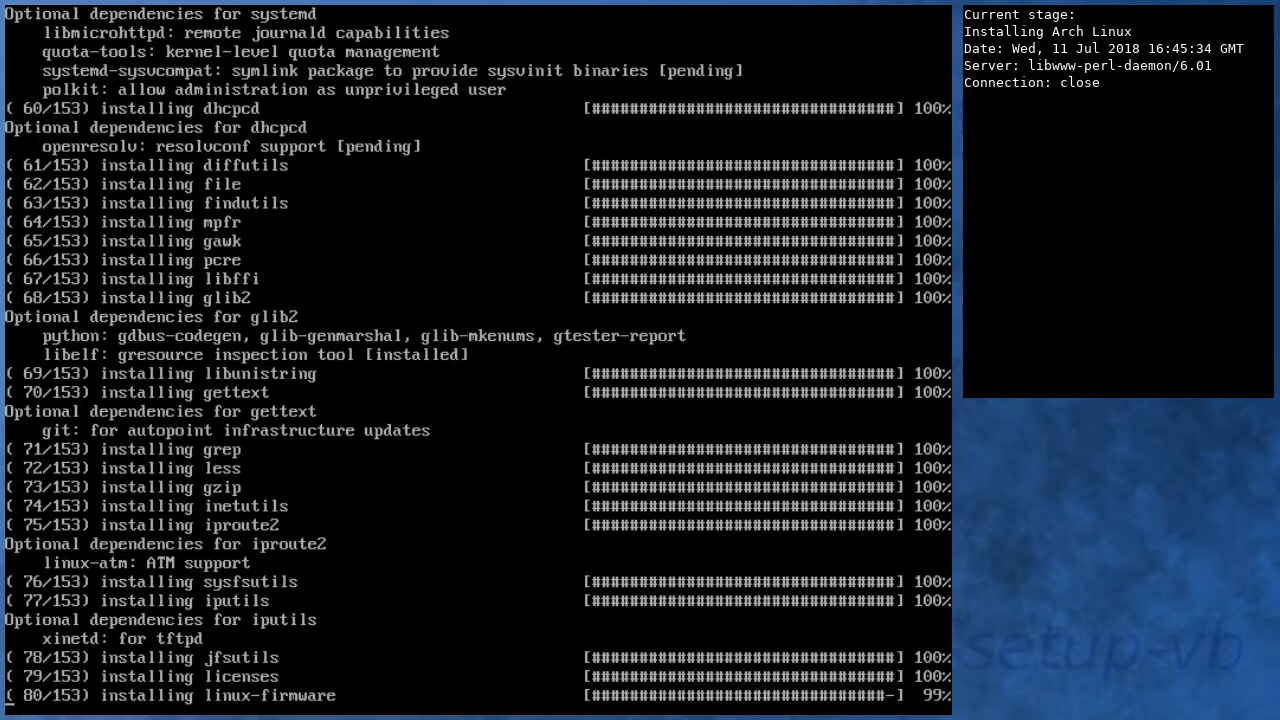 Optional dependencies for systemd
    libmicrohttpd: remote journald capabilities
    quota-tools: kernel-level quota management
    systemd-sysvcompat: symlink package to provide sysvinit binaries [pending]
    polkit: allow administration as unprivileged user
( 60/153) installing dhcpcd [################################] 100%
Optional dependencies for dhcpcd
    openresolv: resolvconf support [pending]
( 61/153) installing diffutils [################################] 100%
( 62/153) installing file [################################] 100%
( 63/153) installing findutils [################################] 100%
( 64/153) installing mpfr [################################] 100%
( 65/153) installing gawk [################################] 100%
( 66/153) installing pcre [################################] 100%
( 67/153) installing libffi [################################] 100%
( 68/153) installing glib2 [################################] 100%
Optional dependencies for glib2
    python: gdbus-codegen, glib-genmarshal, glib-mkenums, gtester-report
    libelf: gresource inspection tool [installed]
( 69/153) installing libunistring [################################] 100%
( 70/153) installing gettext [################################] 100%
Optional dependencies for gettext
    git: for autopoint infrastructure updates
( 71/153) installing grep [################################] 100%
( 72/153) installing less [################################] 100%
( 73/153) installing gzip [################################] 100%
( 74/153) installing inetutils [################################] 100%
( 75/153) installing iproute2 [################################] 100%
Optional dependencies for iproute2
    linux-atm: ATM support
( 76/153) installing sysfsutils [################################] 100%
( 77/153) installing iputils [################################] 100%
Optional dependencies for iputils
    xinetd: for tftpd
( 78/153) installing jfsutils [################################] 100%
( 79/153) installing licenses [################################] 100%
( 80/153) installing linux-firmware [###############################-] 99%
Current stage:
Installing Arch Linux
Date: Wed, 11 Jul 2018 16:45:34 GMT
Server: libwww-perl-daemon/6.01
Connection: close
setup-vb